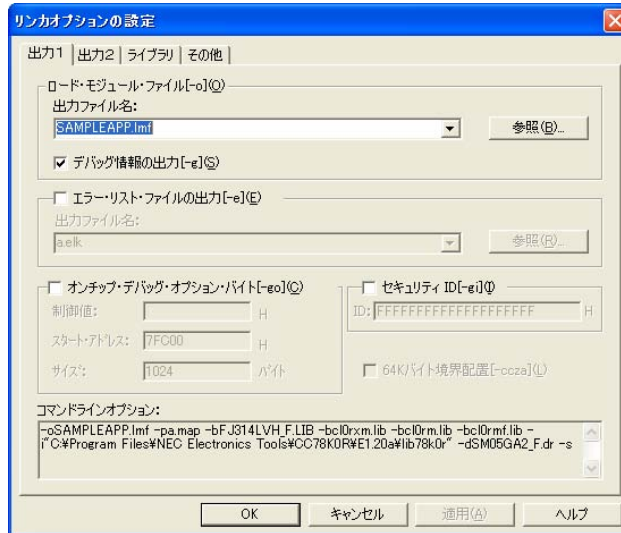 リンカオプションの設定
出力1 出力2 ライブラリ その他
ロード・モジュール・ファイル[-o](O)
出力ファイル名:
SAMPLEAPP.lmf 参照(B)...
デバッグ情報の出力[-g](S)
エラー・リスト・ファイルの出力[-e](E)
出力ファイル名:
a.elk 参照(R)...
オンチップ・デバッグ・オプション・バイト[-go](C)
制御値: H
スタート・アドレス: 7FC00 H
サイズ: 1024 バイト
セキュリティ ID[-gi](I)
ID: FFFFFFFFFFFFFFFFFFFF H
64Kバイト境界配置[-ccza](L)
コマンドラインオプション:
-oSAMPLEAPP.lmf -pa.map -bFJ314LVH_F.LIB -bcl0rxm.lib -bcl0rm.lib -bcl0rmf.lib -
i"C:¥Program Files¥NEC Electronics Tools¥CC78K0R¥E1.20a¥lib78k0r" -dSM05GA2_F.dr -s
OK キャンセル 適用(A) ヘルプ